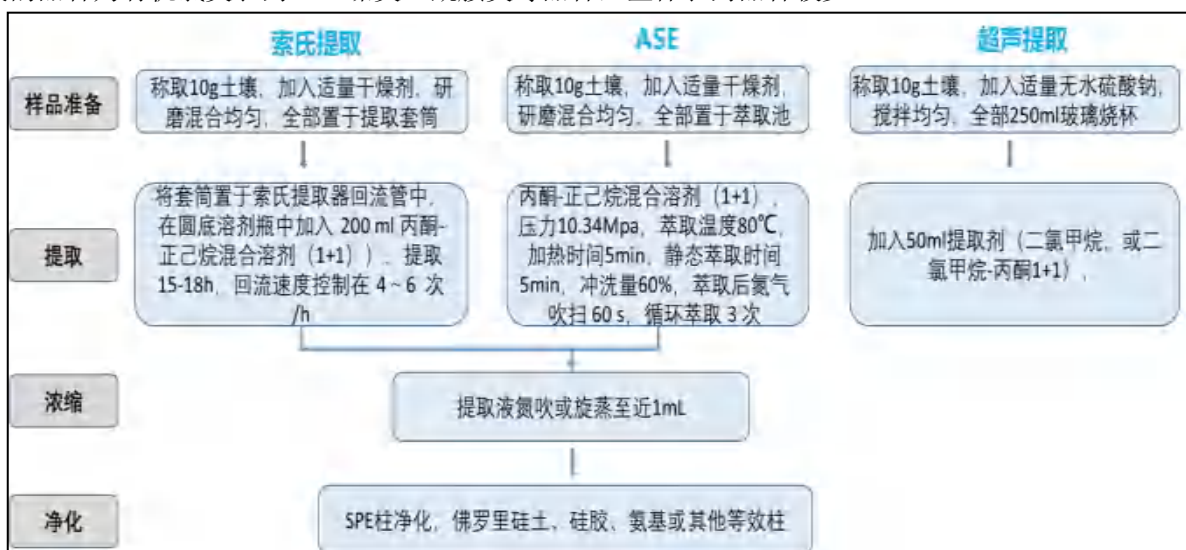 索氏提取
ASE
超声提取
样品准备
称取10g土壤，加入适量干燥剂，研
磨混合均匀，全部置于提取套筒
称取10g土壤，加入适量干燥剂，
研磨混合均匀，全部置于萃取池
称取10g土壤，加入适量无水硫酸钠，
搅拌均匀，全部250ml玻璃烧杯
提取
将套筒置于索氏提取器回流管中，
在圆底溶剂瓶中加入 200 ml 丙酮-
正己烷混合溶剂（1+1）），提取
15-18h，回流速度控制在 4~6 次
/h
丙酮-正己烷混合溶剂（1+1），
压力10.34Mpa，萃取温度80℃，
加热时间5min，静态萃取时间
5min，冲洗量60%，萃取后氮气
吹扫 60 s，循环萃取 3 次
加入50ml提取剂（二氯甲烷，或二
氯甲烷-丙酮1+1），
浓缩
提取液氮吹或旋蒸至近1mL
净化
SPE柱净化，佛罗里硅土、硅胶、氨基或其他等效柱